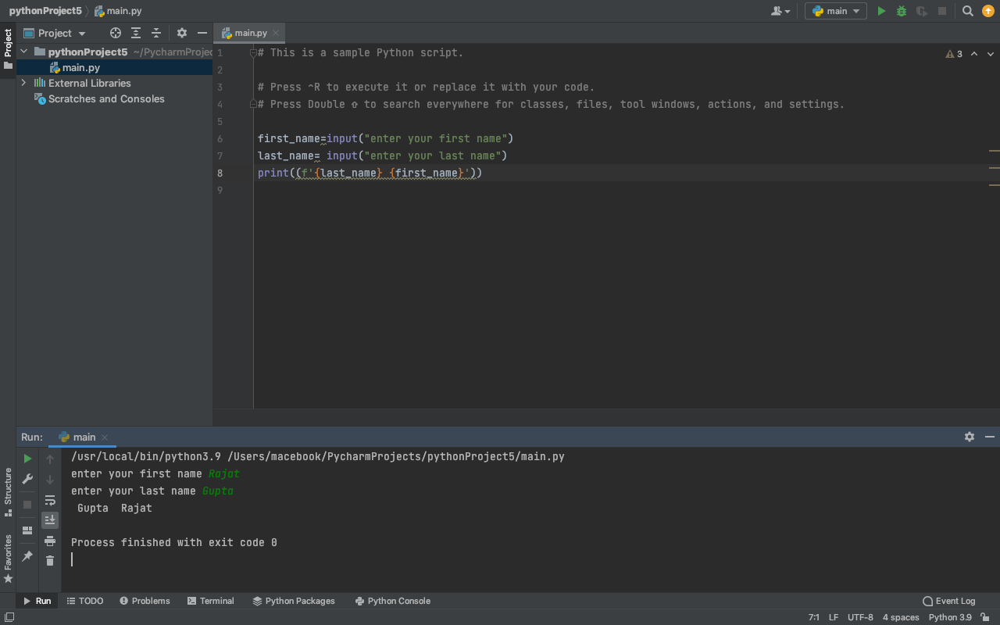 pythonProject5 main.py
main
Project
Project
main.py
pythonProject5 ~/PycharmProjec
main.py
External Libraries
Scratches and Consoles
3
1 # This is a sample Python script.
2
3 # Press ^R to execute it or replace it with your code.
4 # Press Double ⇧ to search everywhere for classes, files, tool windows, actions, and settings.
5
6 first_name=input("enter your first name")
7 last_name= input("enter your last name")
8 print((f'{last_name} {first_name}'))
9
Run: main
/usr/local/bin/python3.9 /Users/macebook/PycharmProjects/pythonProject5/main.py
enter your first name Rajat
enter your last name Gupta
 Gupta  Rajat
Process finished with exit code 0
Structure
Favorites
Run TODO Problems Terminal Python Packages Python Console Event Log
7:1 LF UTF-8 4 spaces Python 3.9